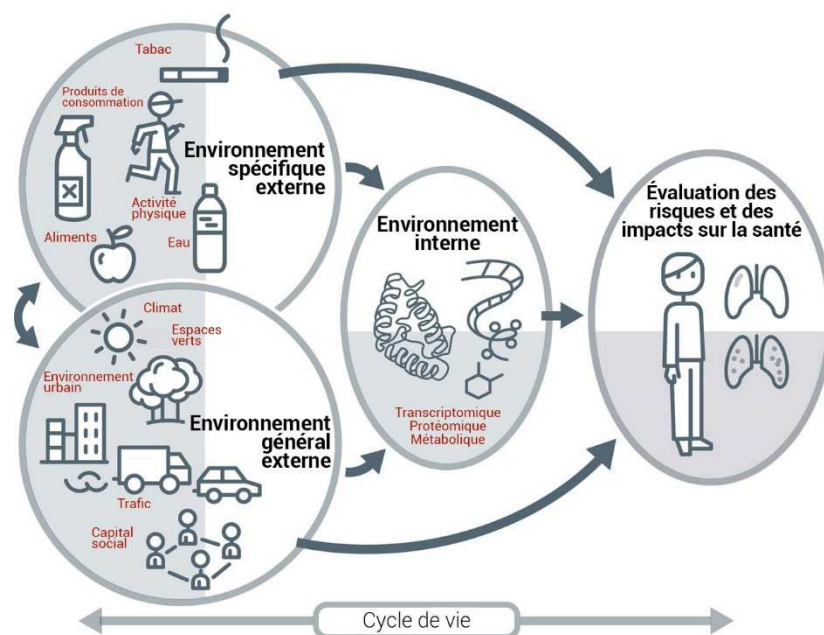 Tabac
Produits de
consommation
Environnement
spécifique
externe
Activité
physique
Aliments
Eau
Climat
Espaces
verts
Environnement
urbain
Environnement
général
externe
Trafic
Capital
social
Environnement
interne
Transcriptomique
Protéomique
Métabolique
Évaluation des
risques et des
impacts sur la santé
Cycle de vie